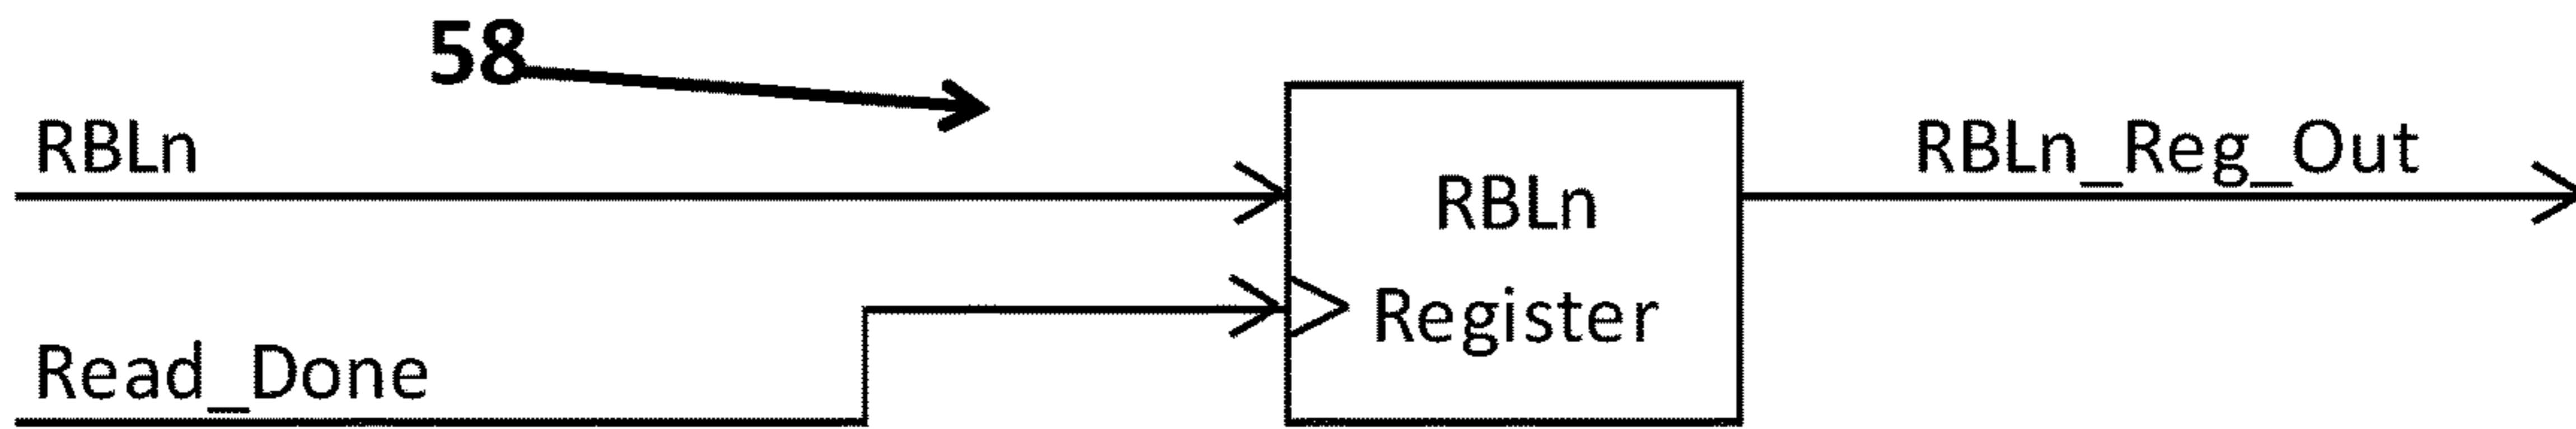 58
RBLn
RBLn
Register
RBLn_Reg_Out
Read_Done